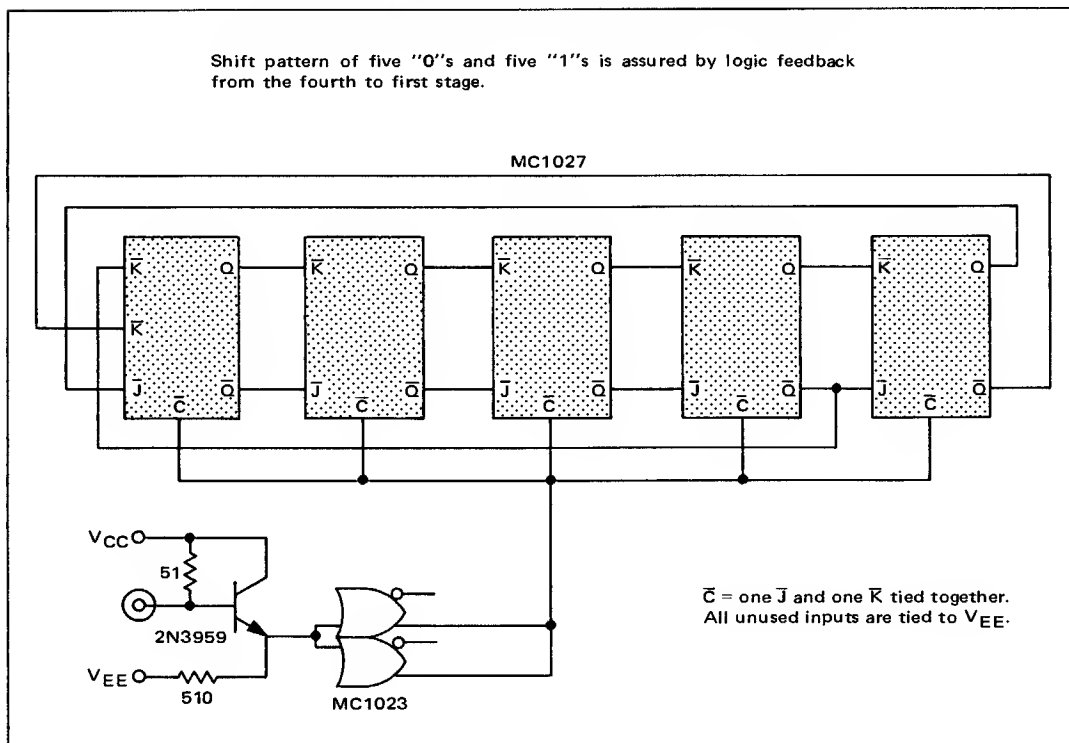 Shift pattern of five "0"s and five "1"s is assured by logic feedback
from the fourth to first stage.
MC1027
K̅ Q K̅ Q K̅ Q K̅ Q K̅ Q
K̅
J̅ Q̅ J̅ Q̅ J̅ Q̅ J̅ Q̅ J̅ Q̅
C̅ C̅ C̅ C̅ C̅
VCC
51
2N3959
VEE
510
MC1023
C̅ = one J̅ and one K̅ tied together.
All unused inputs are tied to VEE.